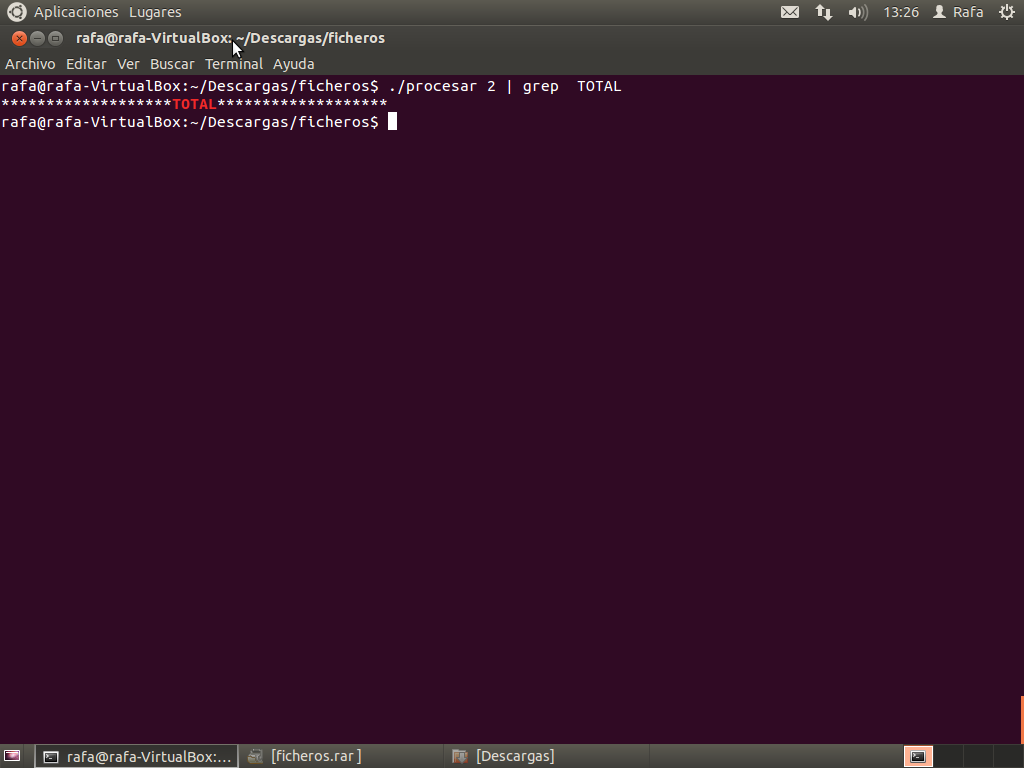 Aplicaciones Lugares 13:26 Rafa
rafa@rafa-VirtualBox: ~/Descargas/ficheros
Archivo Editar Ver Buscar Terminal Ayuda
rafa@rafa-VirtualBox:~/Descargas/ficheros$ ./procesar 2 | grep  TOTAL
*******************TOTAL*******************
rafa@rafa-VirtualBox:~/Descargas/ficheros$
rafa@rafa-VirtualBox:... [ficheros.rar ] [Descargas]